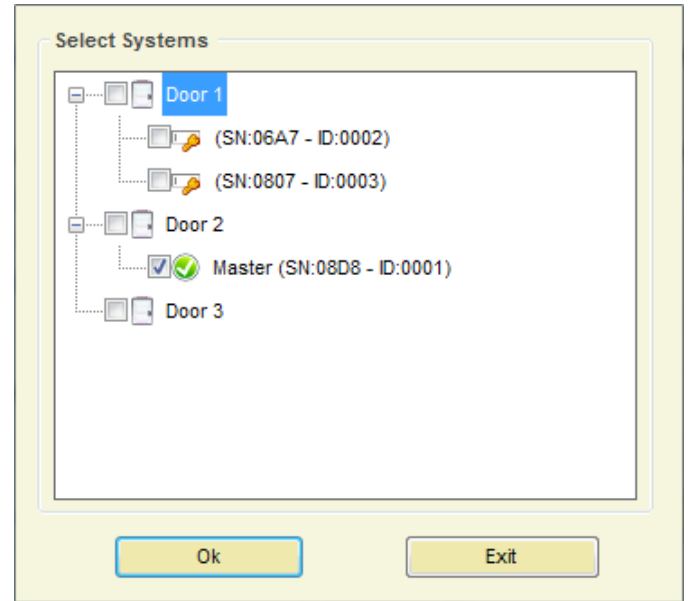 Select Systems
Door 1
(SN:06A7 - ID:0002)
(SN:0807 - ID:0003)
Door 2
Master (SN:08D8 - ID:0001)
Door 3
Ok Exit